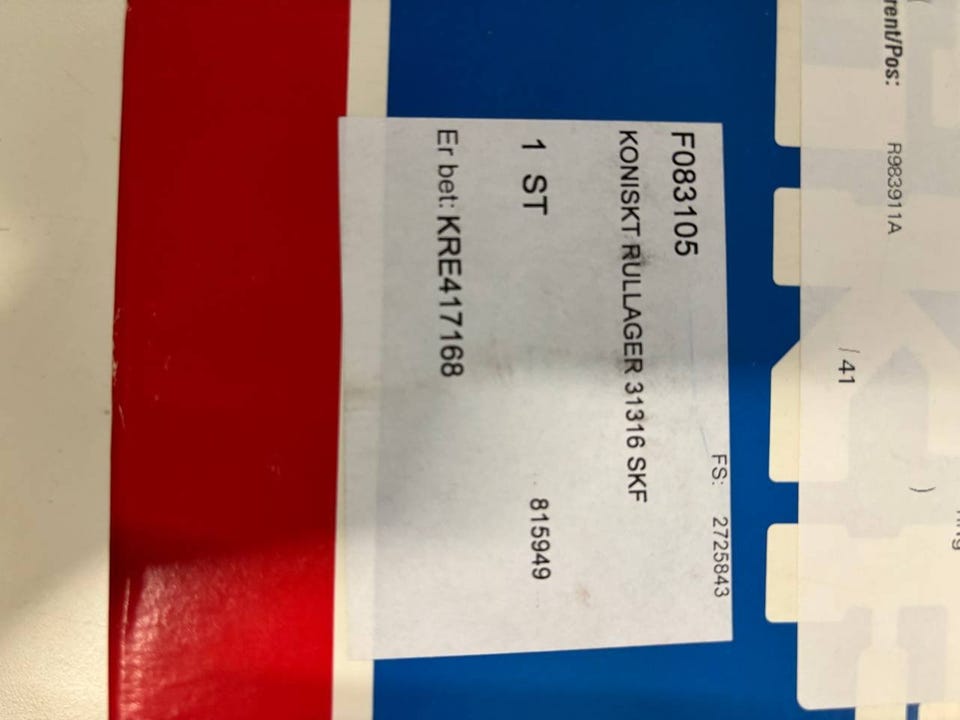 rent/Pos: R983911A
/ 41
)
FS: 2725843
F083105
KONISKT RULLAGER 31316 SKF
1 ST 815949
Er bet: KRE417168